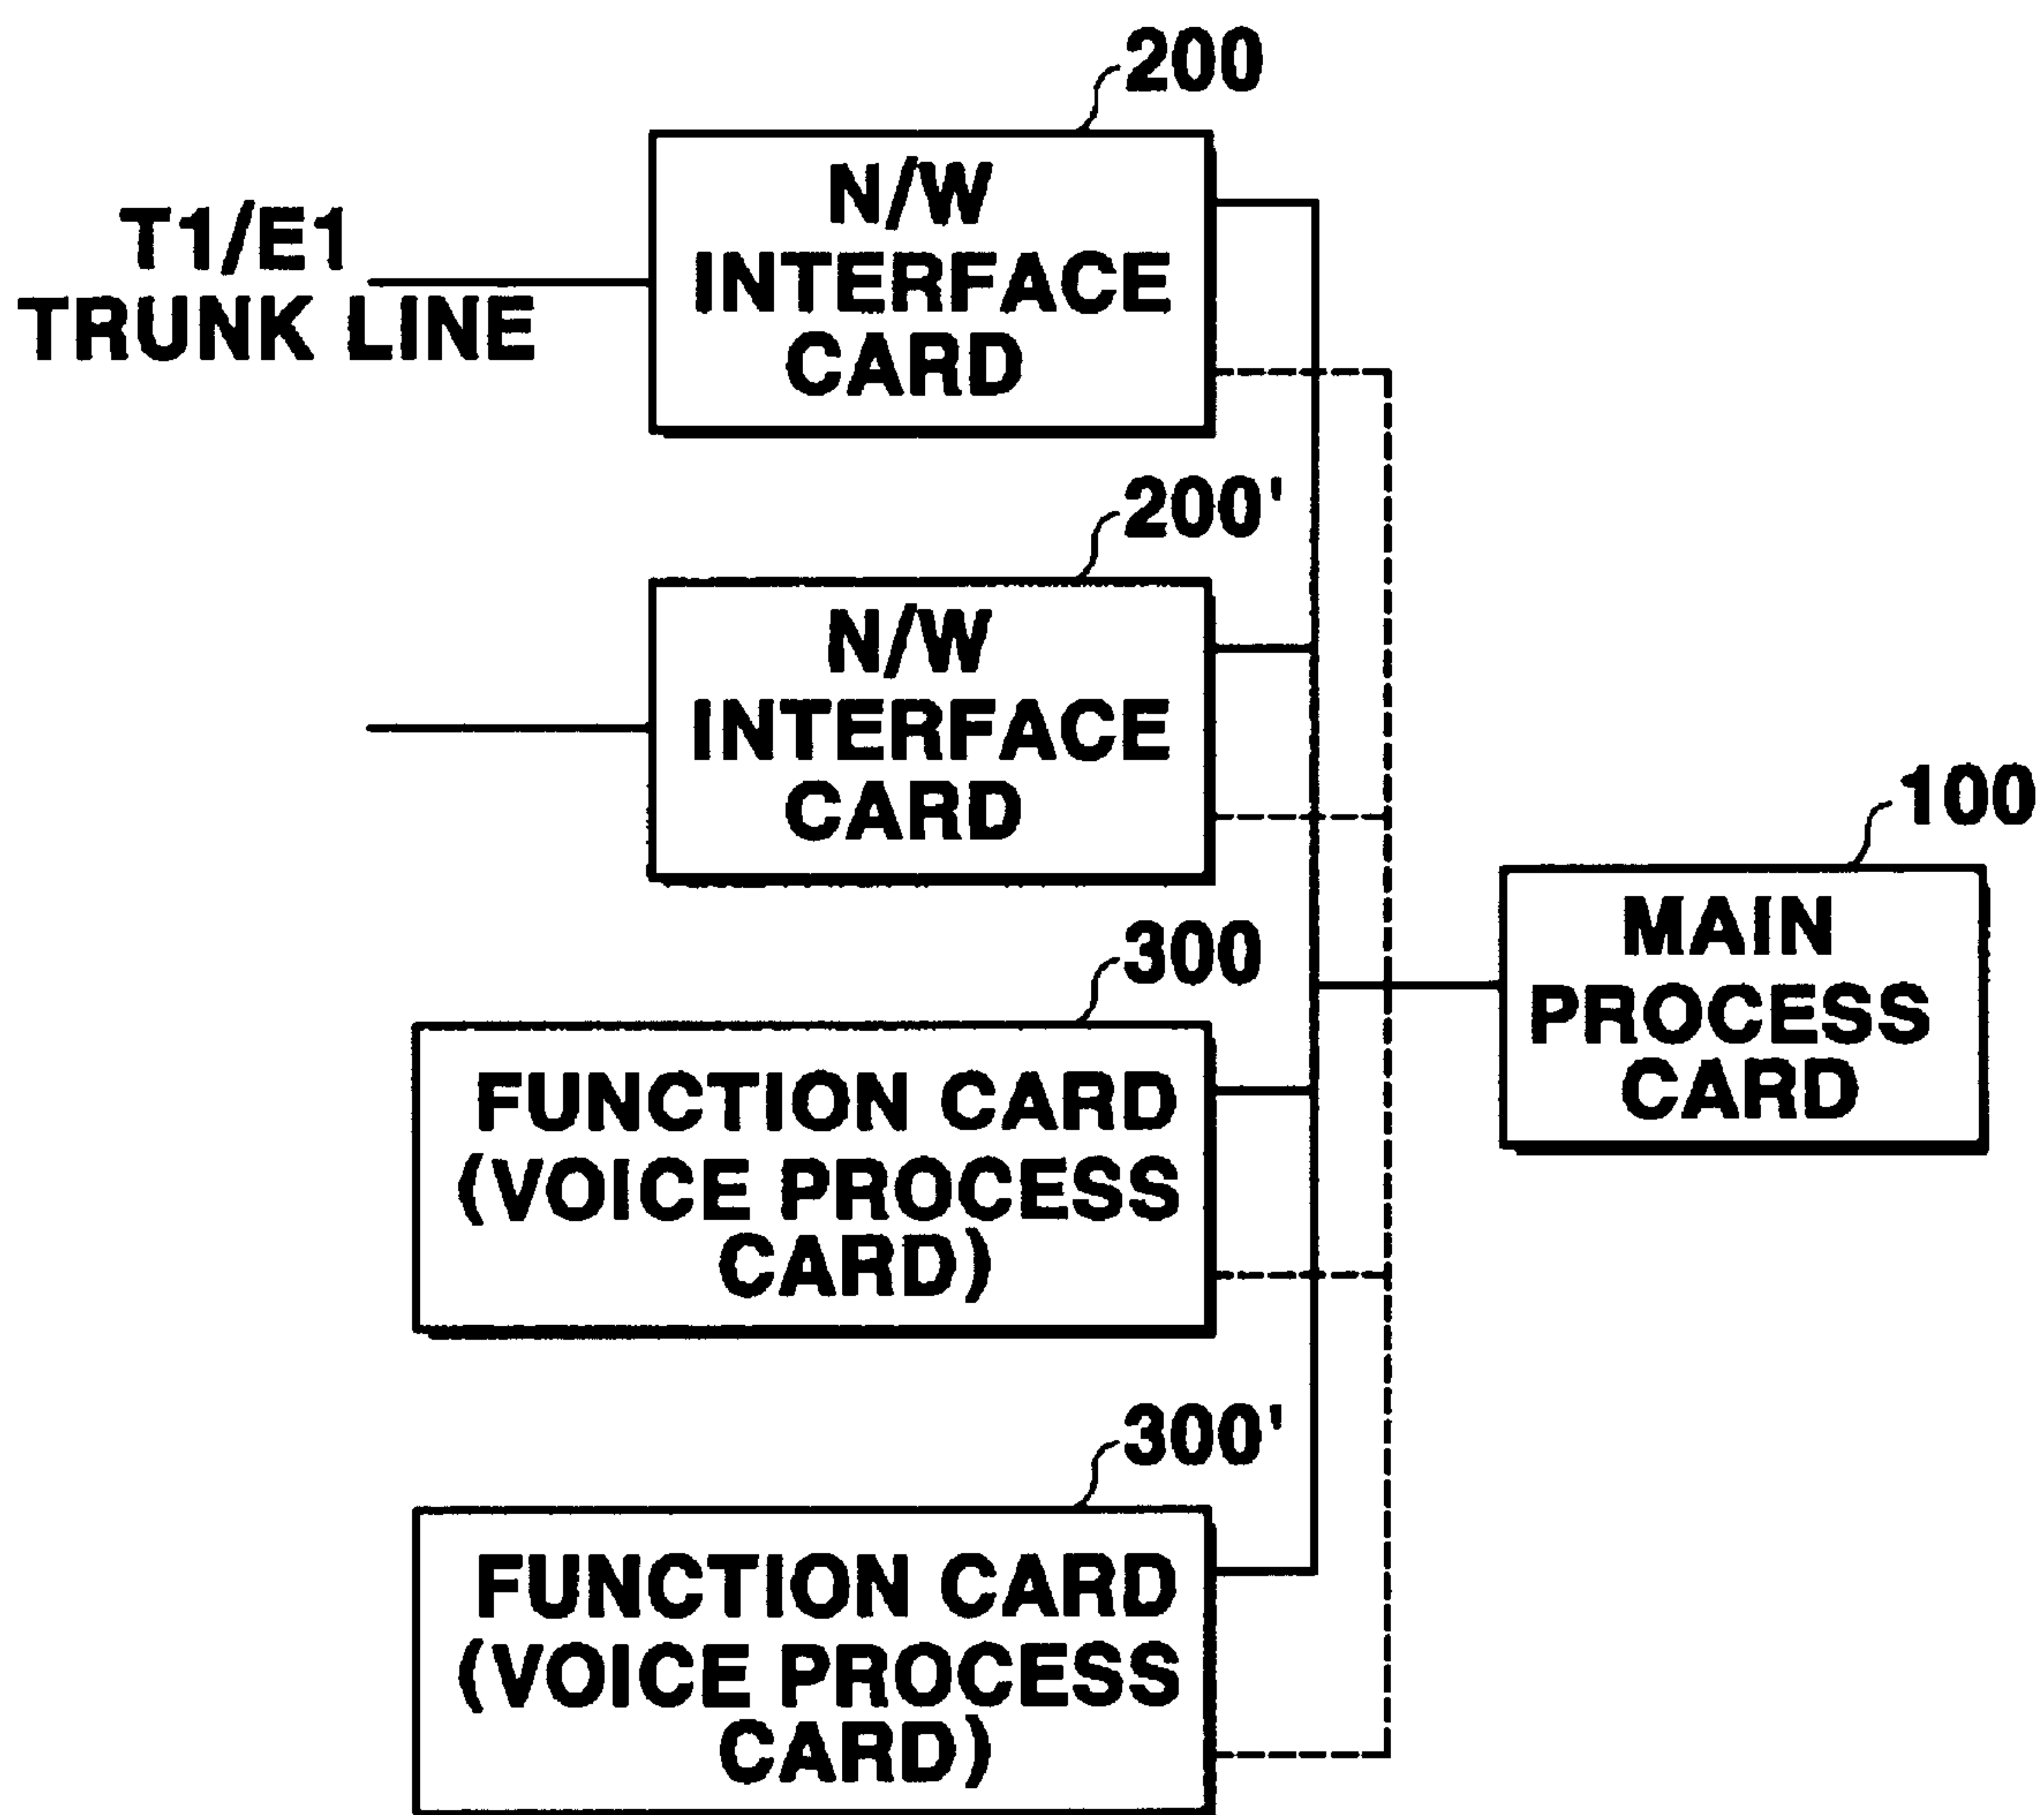 200
N/W
INTERFACE
CARD
T1/E1
TRUNK LINE
200'
N/W
INTERFACE
CARD
100
MAIN
PROCESS
CARD
300
FUNCTION CARD
(VOICE PROCESS
CARD)
300'
FUNCTION CARD
(VOICE PROCESS
CARD)